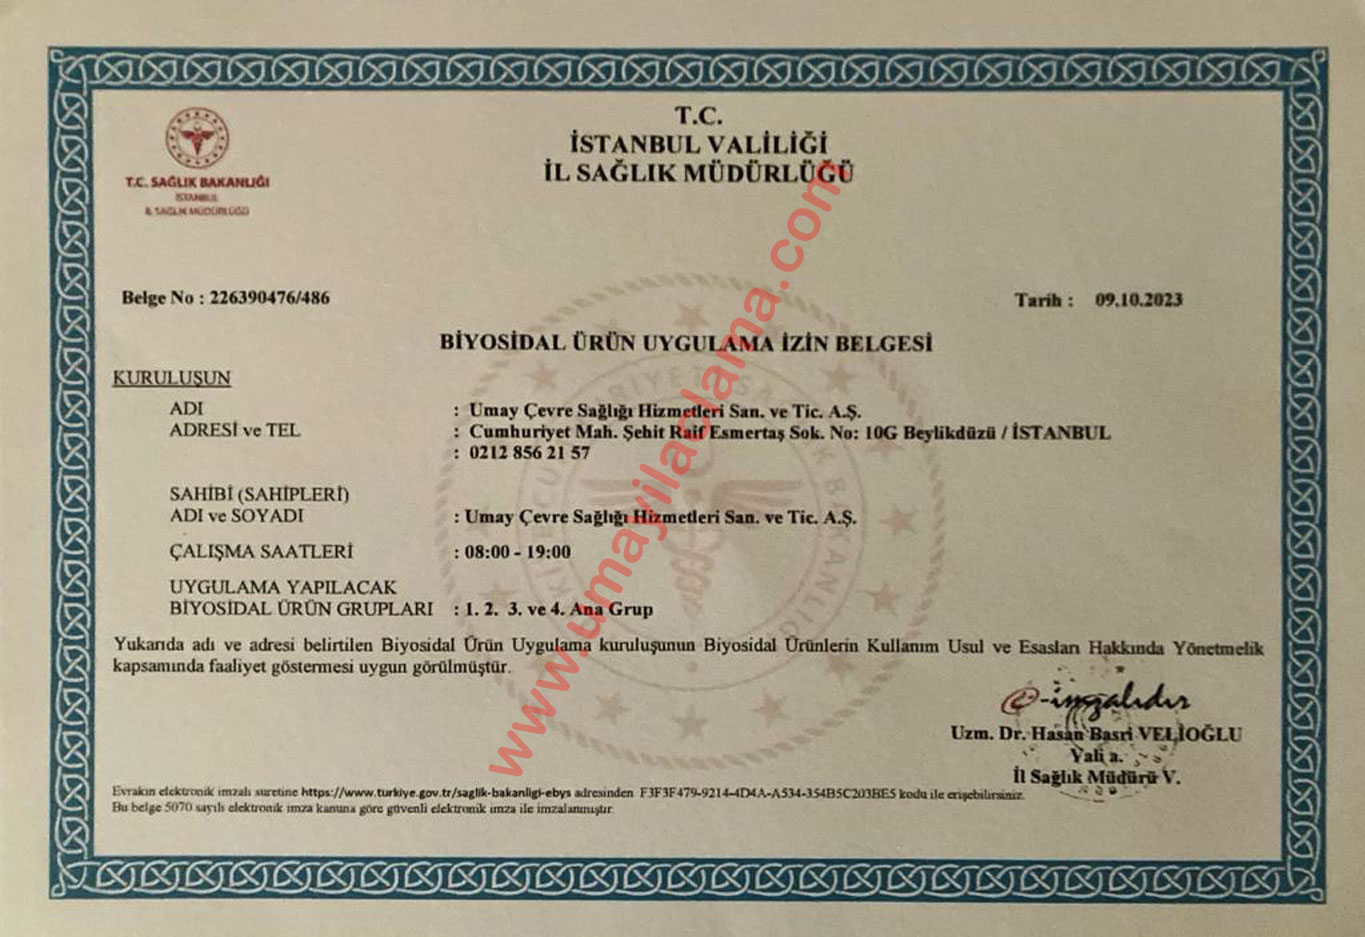 T.C.
İSTANBUL VALİLİĞİ
İL SAĞLIK MÜDÜRLÜĞÜ
T.C. SAĞLIK BAKANLIĞI
İSTANBUL
İL SAĞLIK MÜDÜRLÜĞÜ
Belge No : 226390476/486
Tarih : 09.10.2023
BİYOSİDAL ÜRÜN UYGULAMA İZİN BELGESİ
KURULUŞUN
ADI : Umay Çevre Sağlığı Hizmetleri San. ve Tic. A.Ş.
ADRESİ ve TEL : Cumhuriyet Mah. Şehit Raif Esmertaş Sok. No: 10G Beylikdüzü / İSTANBUL
: 0212 856 21 57
SAHİBİ (SAHİPLERİ)
ADI ve SOYADI : Umay Çevre Sağlığı Hizmetleri San. ve Tic. A.Ş.
ÇALIŞMA SAATLERİ : 08:00 - 19:00
UYGULAMA YAPILACAK
BİYOSİDAL ÜRÜN GRUPLARI : 1. 2. 3. ve 4. Ana Grup
Yukarıda adı ve adresi belirtilen Biyosidal Ürün Uygulama kuruluşunun Biyosidal Ürünlerin Kullanım Usul ve Esasları Hakkında Yönetmelik
kapsamında faaliyet göstermesi uygun görülmüştür.
e-imzalıdır
Uzm. Dr. Hasan Basri VELİOĞLU
Vali a.
İl Sağlık Müdürü V.
Evrakın elektronik imzalı suretine https://www.turkiye.gov.tr/saglik-bakanligi-ebys adresinden F3F3F479-9214-4D4A-A534-354B5C203BE5 kodu ile erişebilirsiniz.
Bu belge 5070 sayılı elektronik imza kanuna göre güvenli elektronik imza ile imzalanmıştır.
www.umayilaclama.com